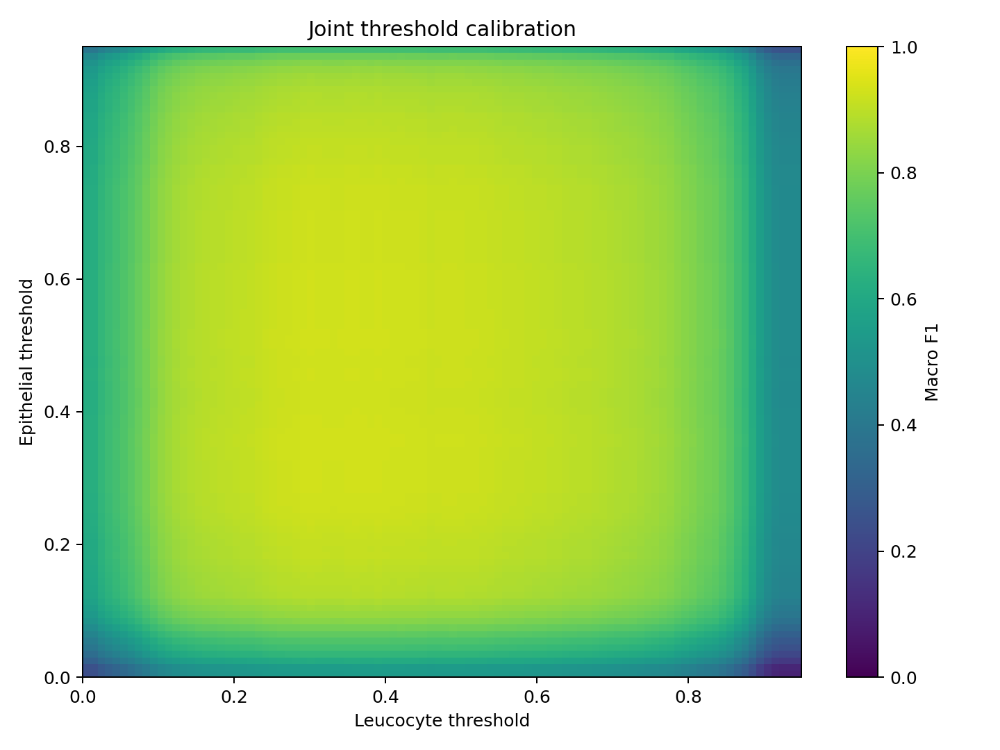 Joint threshold calibration
Epithelial threshold
0.8
0.6
0.4
0.2
0.0
0.0 0.2 0.4 0.6 0.8
Leucocyte threshold
1.0
0.8
0.6
0.4
0.2
0.0
Macro F1